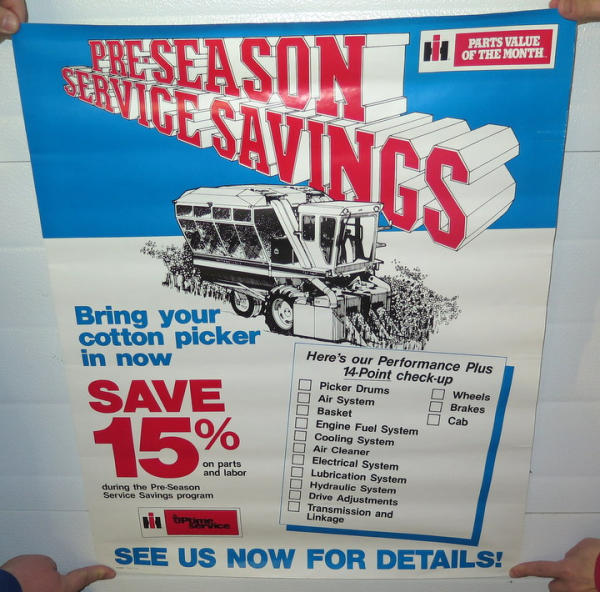 PRE-SEASON
SERVICE SAVINGS
IH PARTS VALUE
OF THE MONTH
Bring your
cotton picker
in now
SAVE
15%
on parts
and labor
during the Pre-Season
Service Savings program
Here's our Performance Plus
14-Point check-up
Picker Drums
Air System
Basket
Engine Fuel System
Cooling System
Air Cleaner
Electrical System
Lubrication System
Hydraulic System
Drive Adjustments
Transmission and
Linkage
Wheels
Brakes
Cab
IH
service
SEE US NOW FOR DETAILS!